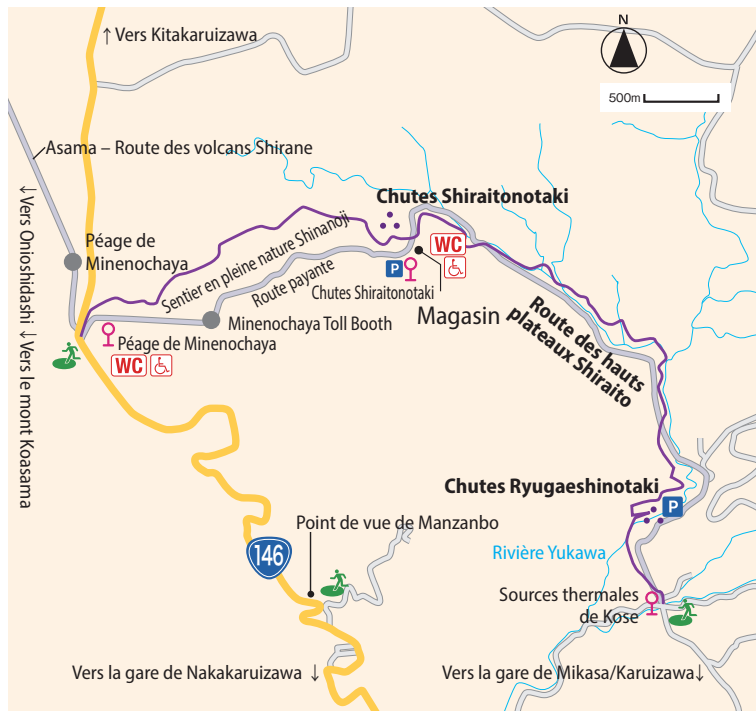 ↑ Vers Kitakaruizawa
N
500m
Asama – Route des volcans Shirane
↓Vers Onioshidashi ↓Vers le mont Koasama
Péage de
Minenochaya
Chutes Shiraitonotaki
Sentier en pleine nature Shinanoji
Route payante
WC
P
Chutes Shiraitonotaki
Magasin
Minenochaya Toll Booth
Péage de Minenochaya
WC
Route des hauts
plateaux Shiraito
Chutes Ryugaeshinotaki
P
Point de vue de Manzanbo
146
Rivière Yukawa
Sources thermales
de Kose
Vers la gare de Nakakaruizawa ↓
Vers la gare de Mikasa/Karuizawa↓